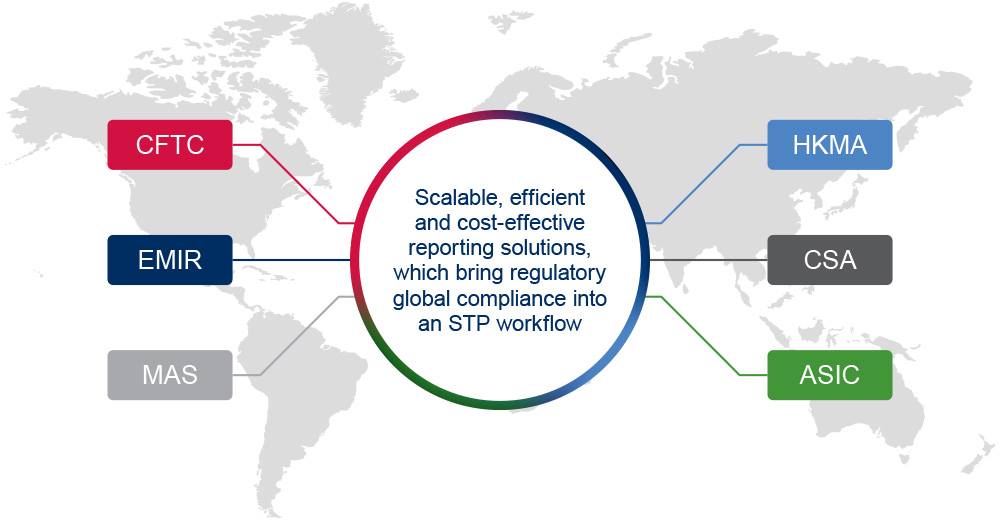 CFTC
EMIR
MAS
Scalable, efficient
and cost-effective
reporting solutions,
which bring regulatory
global compliance into
an STP workflow
HKMA
CSA
ASIC